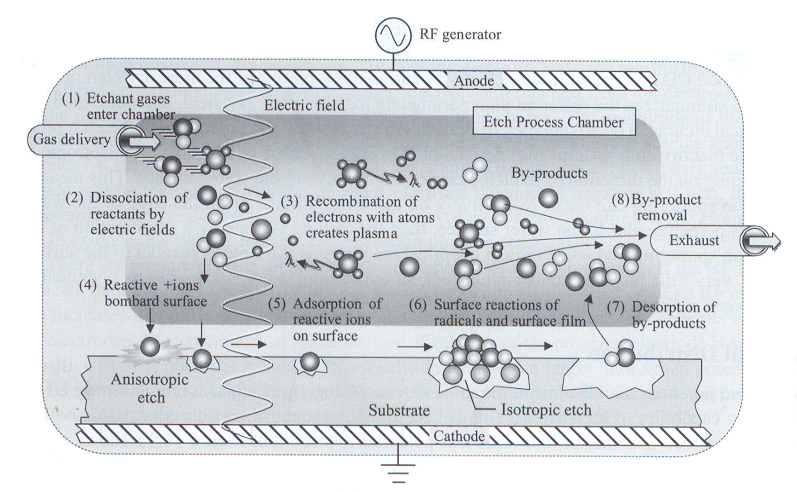 RF generator
Anode
(1) Etchant gases
enter chamber
Electric field
Etch Process Chamber
Gas delivery
λ
By-products
(2) Dissociation of
reactants by
electric fields
(3) Recombination of
electrons with atoms
creates plasma
(8) By-product
removal
Exhaust
λ
(4) Reactive +ions
bombard surface
(5) Adsorption of
reactive ions
on surface
(6) Surface reactions of
radicals and surface film
(7) Desorption of
by-products
Anisotropic
etch
Substrate
Isotropic etch
Cathode